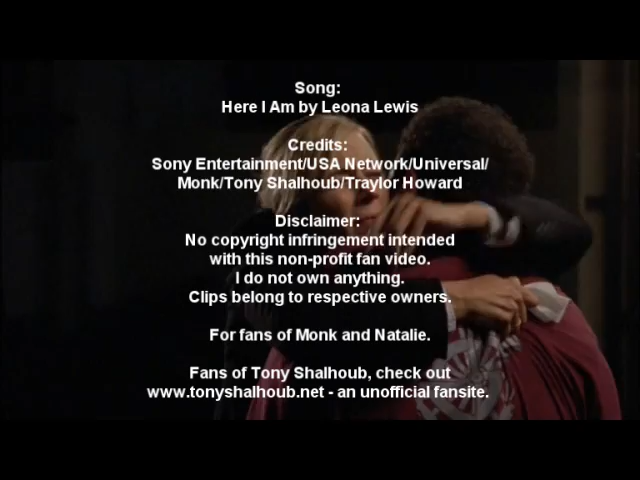 Song:
Here I Am by Leona Lewis
Credits:
Sony Entertainment/USA Network/Universal/
Monk/Tony Shalhoub/Traylor Howard
Disclaimer:
No copyright infringement intended
with this non-profit fan video.
I do not own anything.
Clips belong to respective owners.
For fans of Monk and Natalie.
Fans of Tony Shalhoub, check out
www.tonyshalhoub.net - an unofficial fansite.